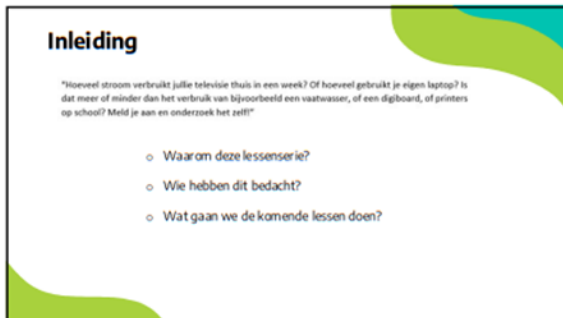 Inleiding
"Hoeveel stroom verbruikt jullie televisie thuis in een week? Of hoeveel gebruikt je eigen laptop? Is
dat meer of minder dan het verbruik van bijvoorbeeld een vaatwasser, of een digiboard, of printers
op school? Meld je aan en onderzoek het zelf!"
o Waarom deze lessenserie?
o Wie hebben dit bedacht?
o Wat gaan we de komende lessen doen?